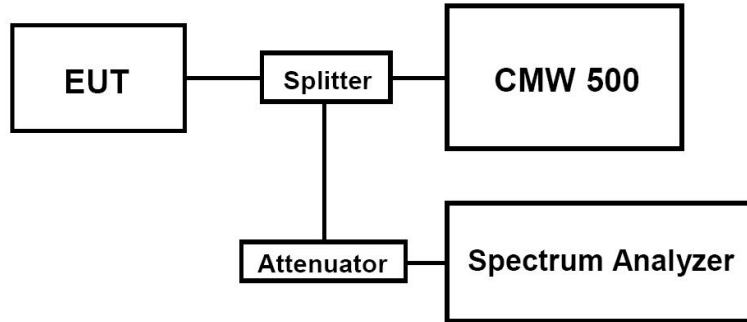 EUT
Splitter
CMW 500
Attenuator
Spectrum Analyzer